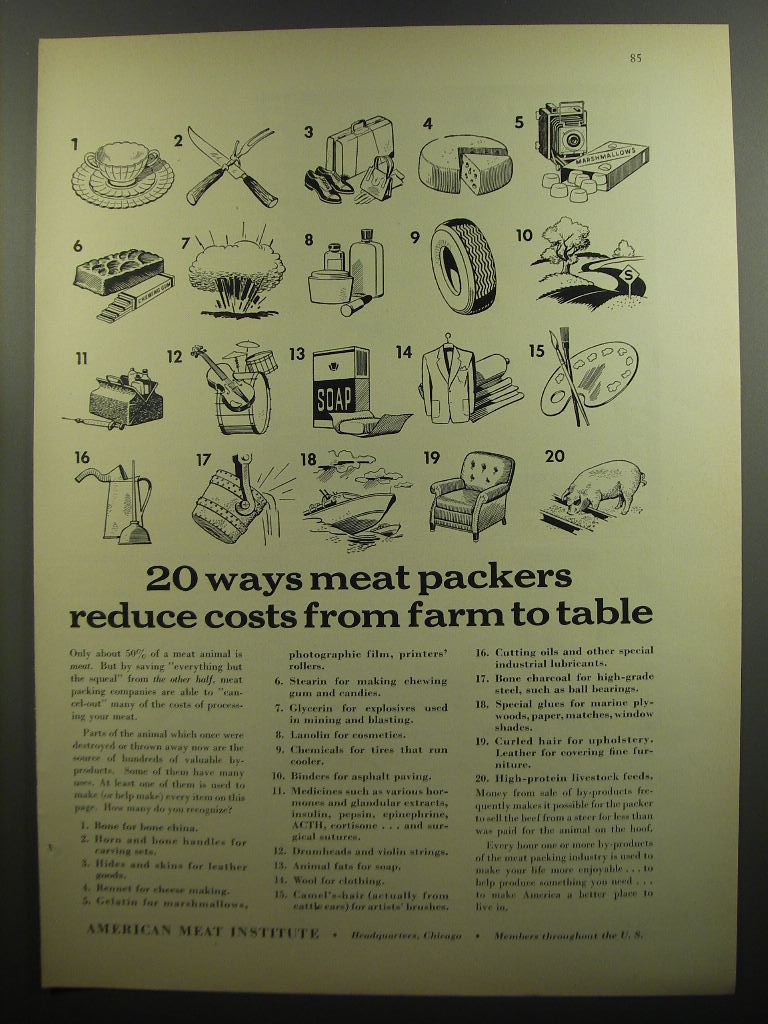 85
1
2
3
4
5
MARSHMALLOWS
6
CHEWING GUM
7
8
9
10
S
11
12
13
SOAP
14
15
16
17
18
19
20
20 ways meat packers
reduce costs from farm to table
Only about 50% of a meat animal is
meat. But by saving "everything but
the squeal" from the other half, meat
packing companies are able to "can-
cel-out" many of the costs of process-
ing your meat.
Parts of the animal which once were
destroyed or thrown away now are the
source of hundreds of valuable by-
products. Some of them have many
uses. At least one of them is used to
make (or help make) every item on this
page. How many do you recognize?
1. Bone for bone china.
2. Horn and bone handles for
carving sets.
3. Hides and skins for leather
goods.
4. Rennet for cheese making.
5. Gelatin for marshmallows,
photographic film, printers'
rollers.
6. Stearin for making chewing
gum and candies.
7. Glycerin for explosives used
in mining and blasting.
8. Lanolin for cosmetics.
9. Chemicals for tires that run
cooler.
10. Binders for asphalt paving.
11. Medicines such as various hor-
mones and glandular extracts,
insulin, pepsin, epinephrine,
ACTH, cortisone . . . and sur-
gical sutures.
12. Drumheads and violin strings.
13. Animal fats for soap.
14. Wool for clothing.
15. Camel's-hair (actually from
cattle ears) for artists' brushes.
16. Cutting oils and other special
industrial lubricants.
17. Bone charcoal for high-grade
steel, such as ball bearings.
18. Special glues for marine ply-
woods, paper, matches, window
shades.
19. Curled hair for upholstery.
Leather for covering fine fur-
niture.
20. High-protein livestock feeds.
Money from sale of by-products fre-
quently makes it possible for the packer
to sell the beef from a steer for less than
was paid for the animal on the hoof.
Every hour one or more by-products
of the meat packing industry is used to
make your life more enjoyable . . . to
help produce something you need . . .
to make America a better place to
live in.
AMERICAN MEAT INSTITUTE • Headquarters, Chicago • Members throughout the U. S.